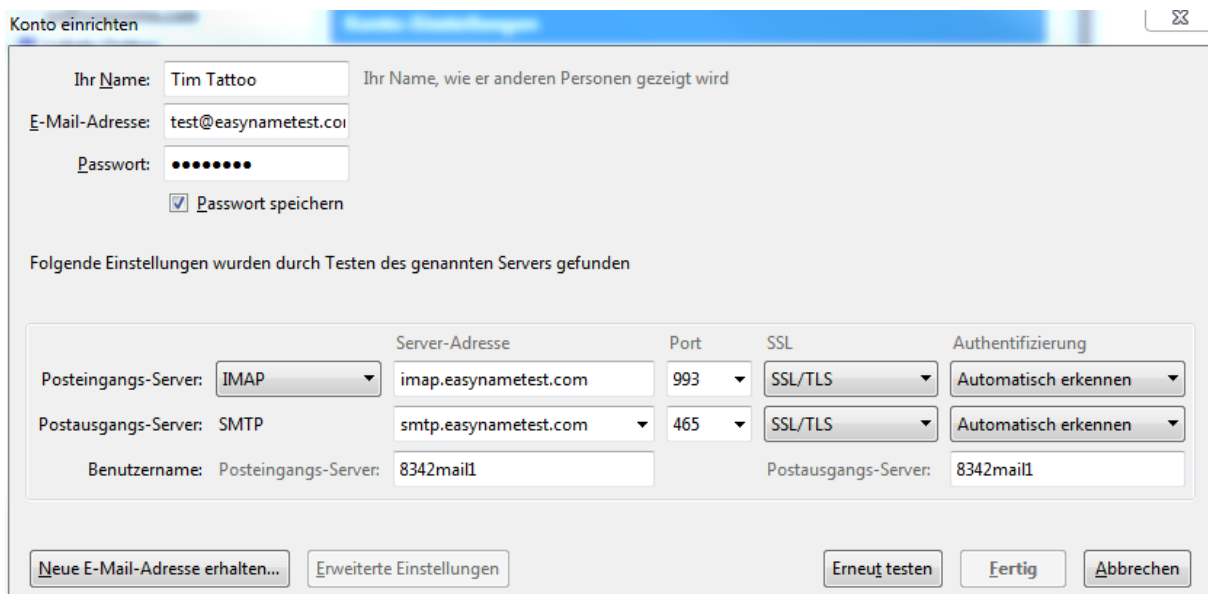 Konto einrichten
Ihr Name: Tim Tattoo Ihr Name, wie er anderen Personen gezeigt wird
E-Mail-Adresse: test@easynametest.co
Passwort: ●●●●●●●●
Passwort speichern
Folgende Einstellungen wurden durch Testen des genannten Servers gefunden
Server-Adresse Port SSL Authentifizierung
Posteingangs-Server: IMAP imap.easynametest.com 993 SSL/TLS Automatisch erkennen
Postausgangs-Server: SMTP smtp.easynametest.com 465 SSL/TLS Automatisch erkennen
Benutzername: Posteingangs-Server: 8342mail1 Postausgangs-Server: 8342mail1
Neue E-Mail-Adresse erhalten... Erweiterte Einstellungen Erneut testen Fertig Abbrechen